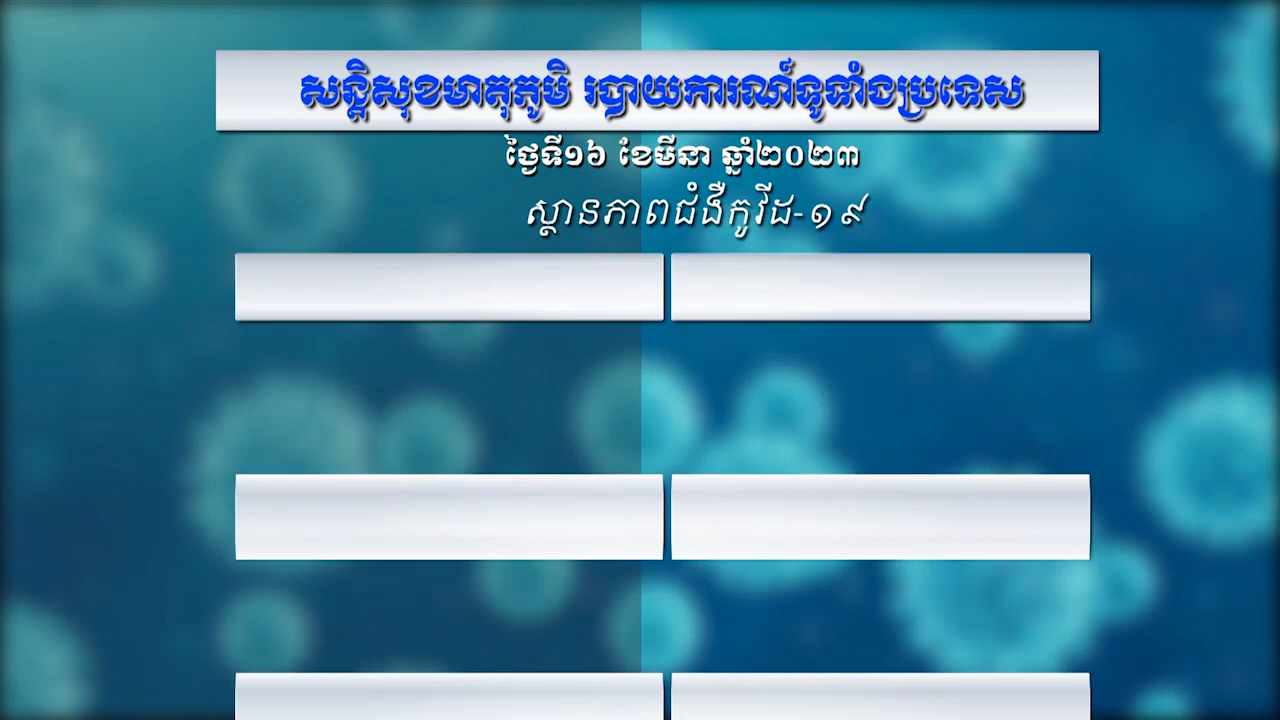 សន្តិសុខមាតុភូមិ របាយការណ៍ទូទាំងប្រទេស
ថ្ងៃទី១៦ ខែមីនា ឆ្នាំ២០២៣
ស្ថានភាពជំងឺកូវីដ-១៩